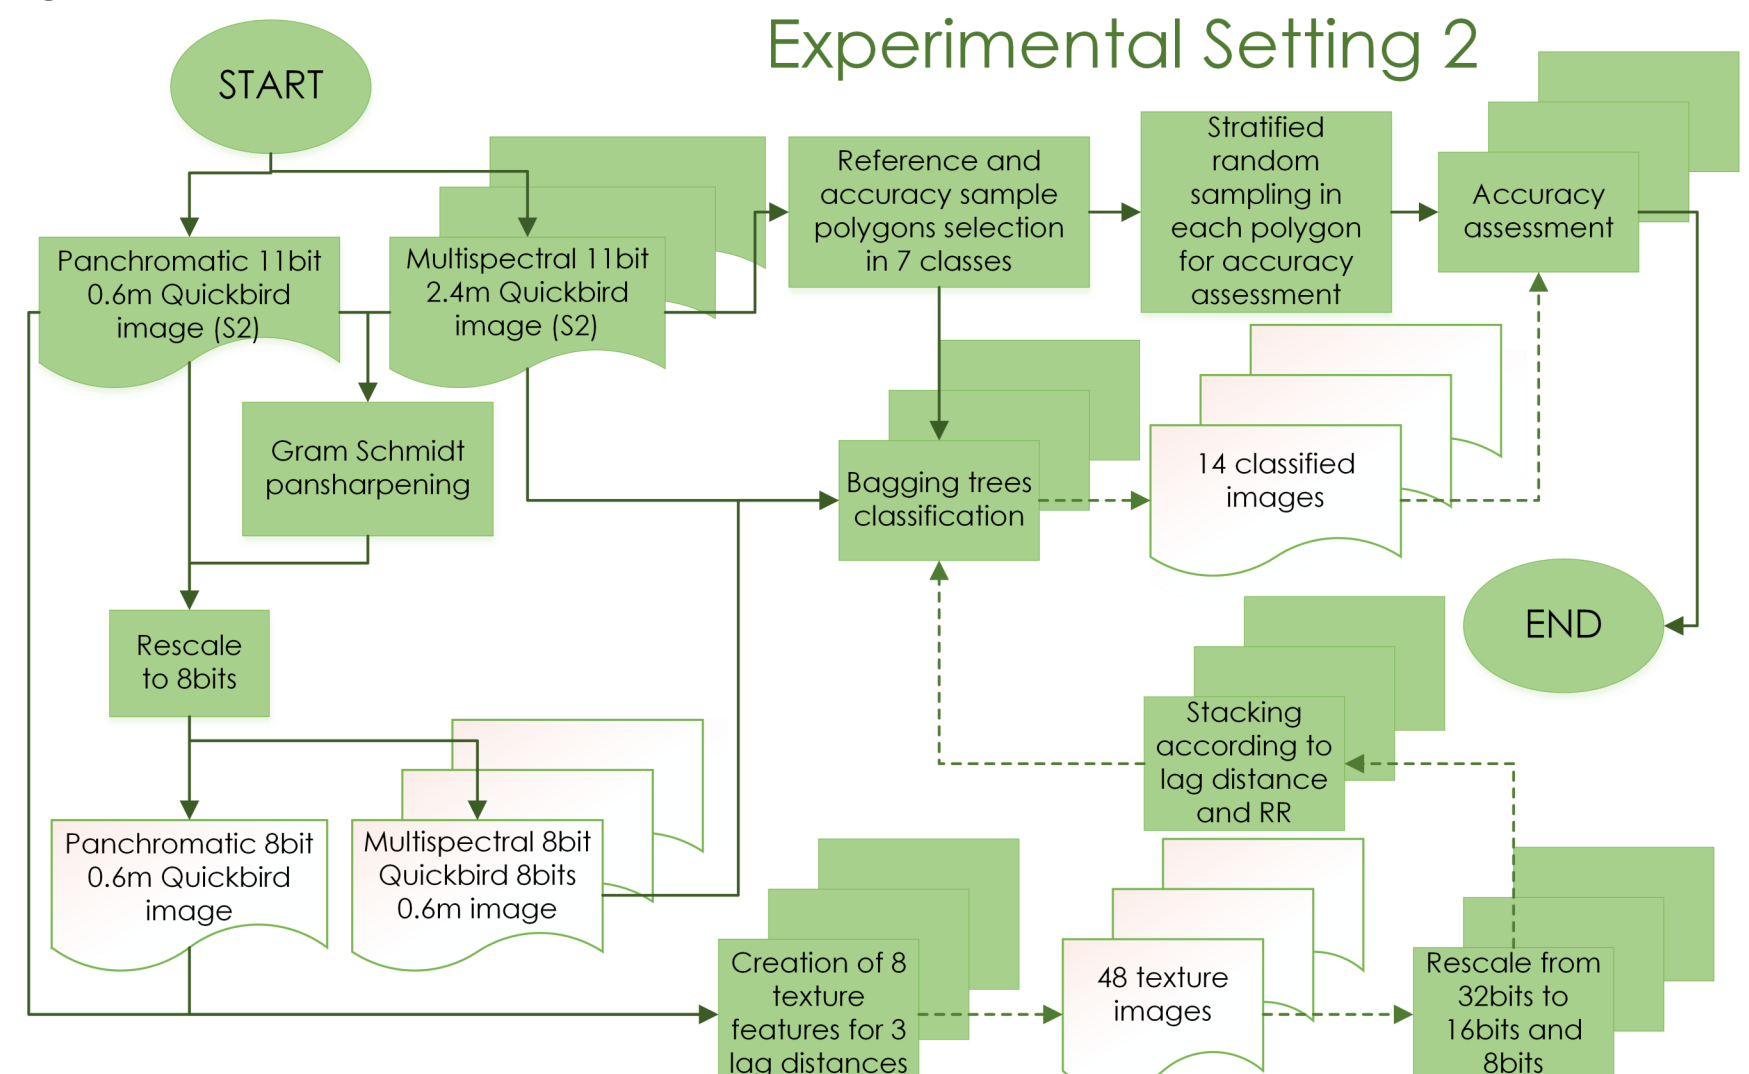 Experimental Setting 2
START
Panchromatic 11bit
0.6m Quickbird
image (S2)
Multispectral 11bit
2.4m Quickbird
image (S2)
Reference and
accuracy sample
polygons selection
in 7 classes
Stratified
random
sampling in
each polygon
for accuracy
assessment
Accuracy
assessment
Gram Schmidt
pansharpening
Bagging trees
classification
14 classified
images
END
Rescale
to 8bits
Stacking
according to
lag distance
and RR
Panchromatic 8bit
0.6m Quickbird
image
Multispectral 8bit
Quickbird 8bits
0.6m image
Creation of 8
texture
features for 3
lag distances
48 texture
images
Rescale from
32bits to
16bits and
8bits